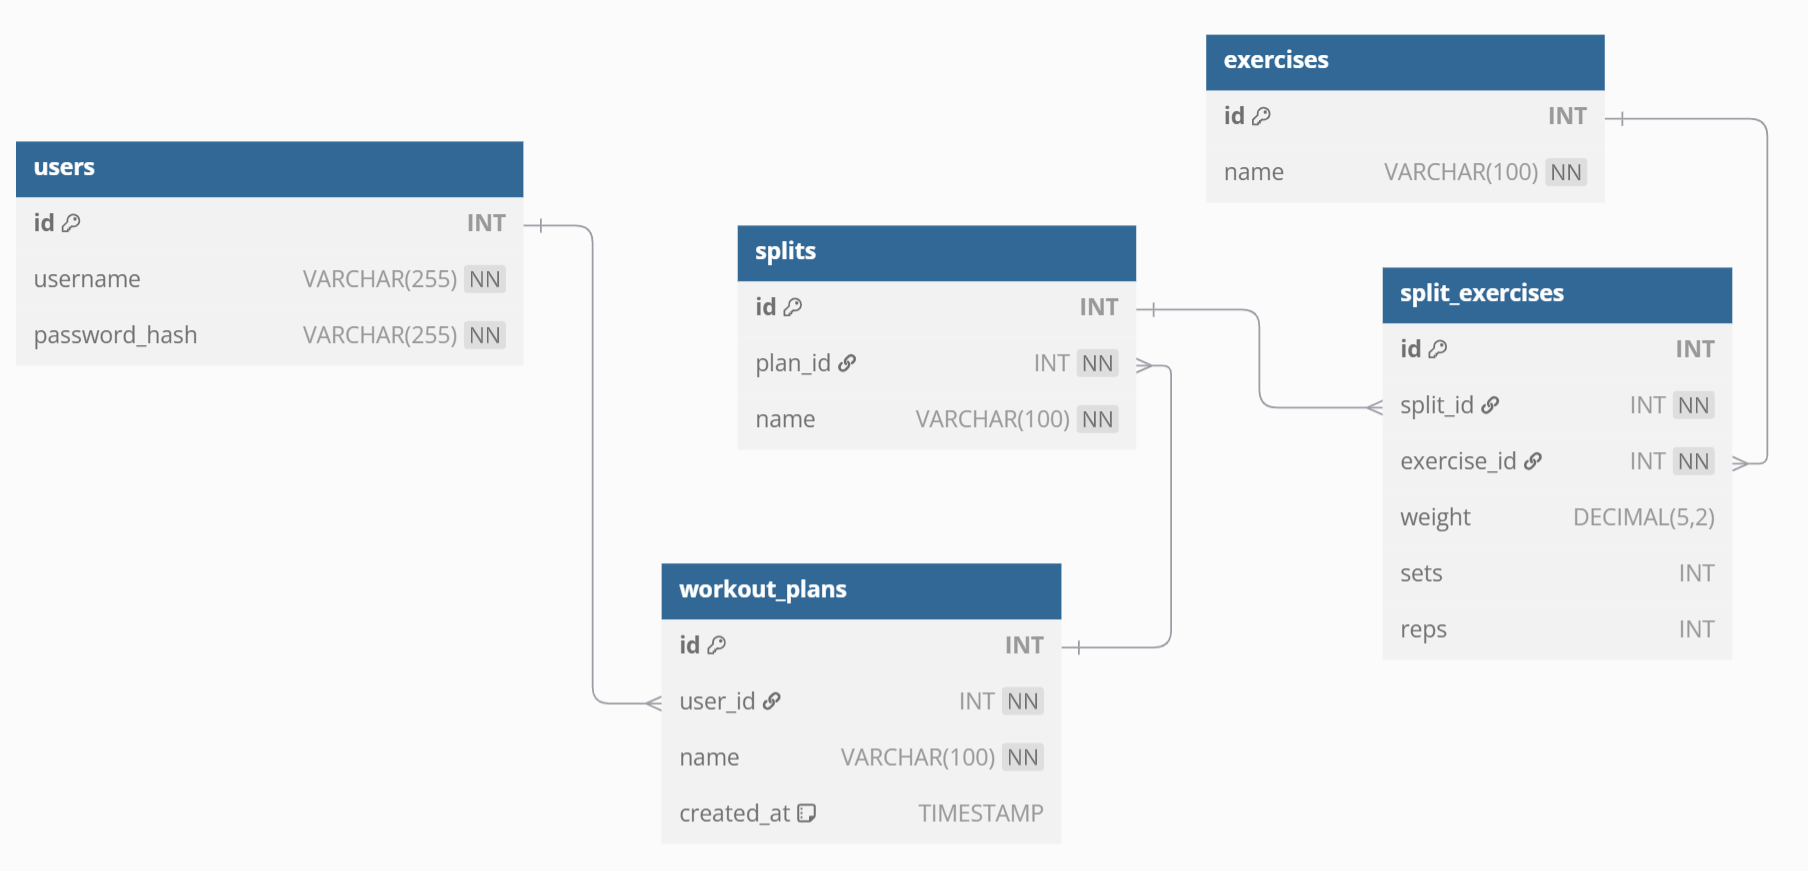 users
id INT
username VARCHAR(255) NN
password_hash VARCHAR(255) NN
splits
id INT
plan_id INT NN
name VARCHAR(100) NN
workout_plans
id INT
user_id INT NN
name VARCHAR(100) NN
created_at TIMESTAMP
exercises
id INT
name VARCHAR(100) NN
split_exercises
id INT
split_id INT NN
exercise_id INT NN
weight DECIMAL(5,2)
sets INT
reps INT